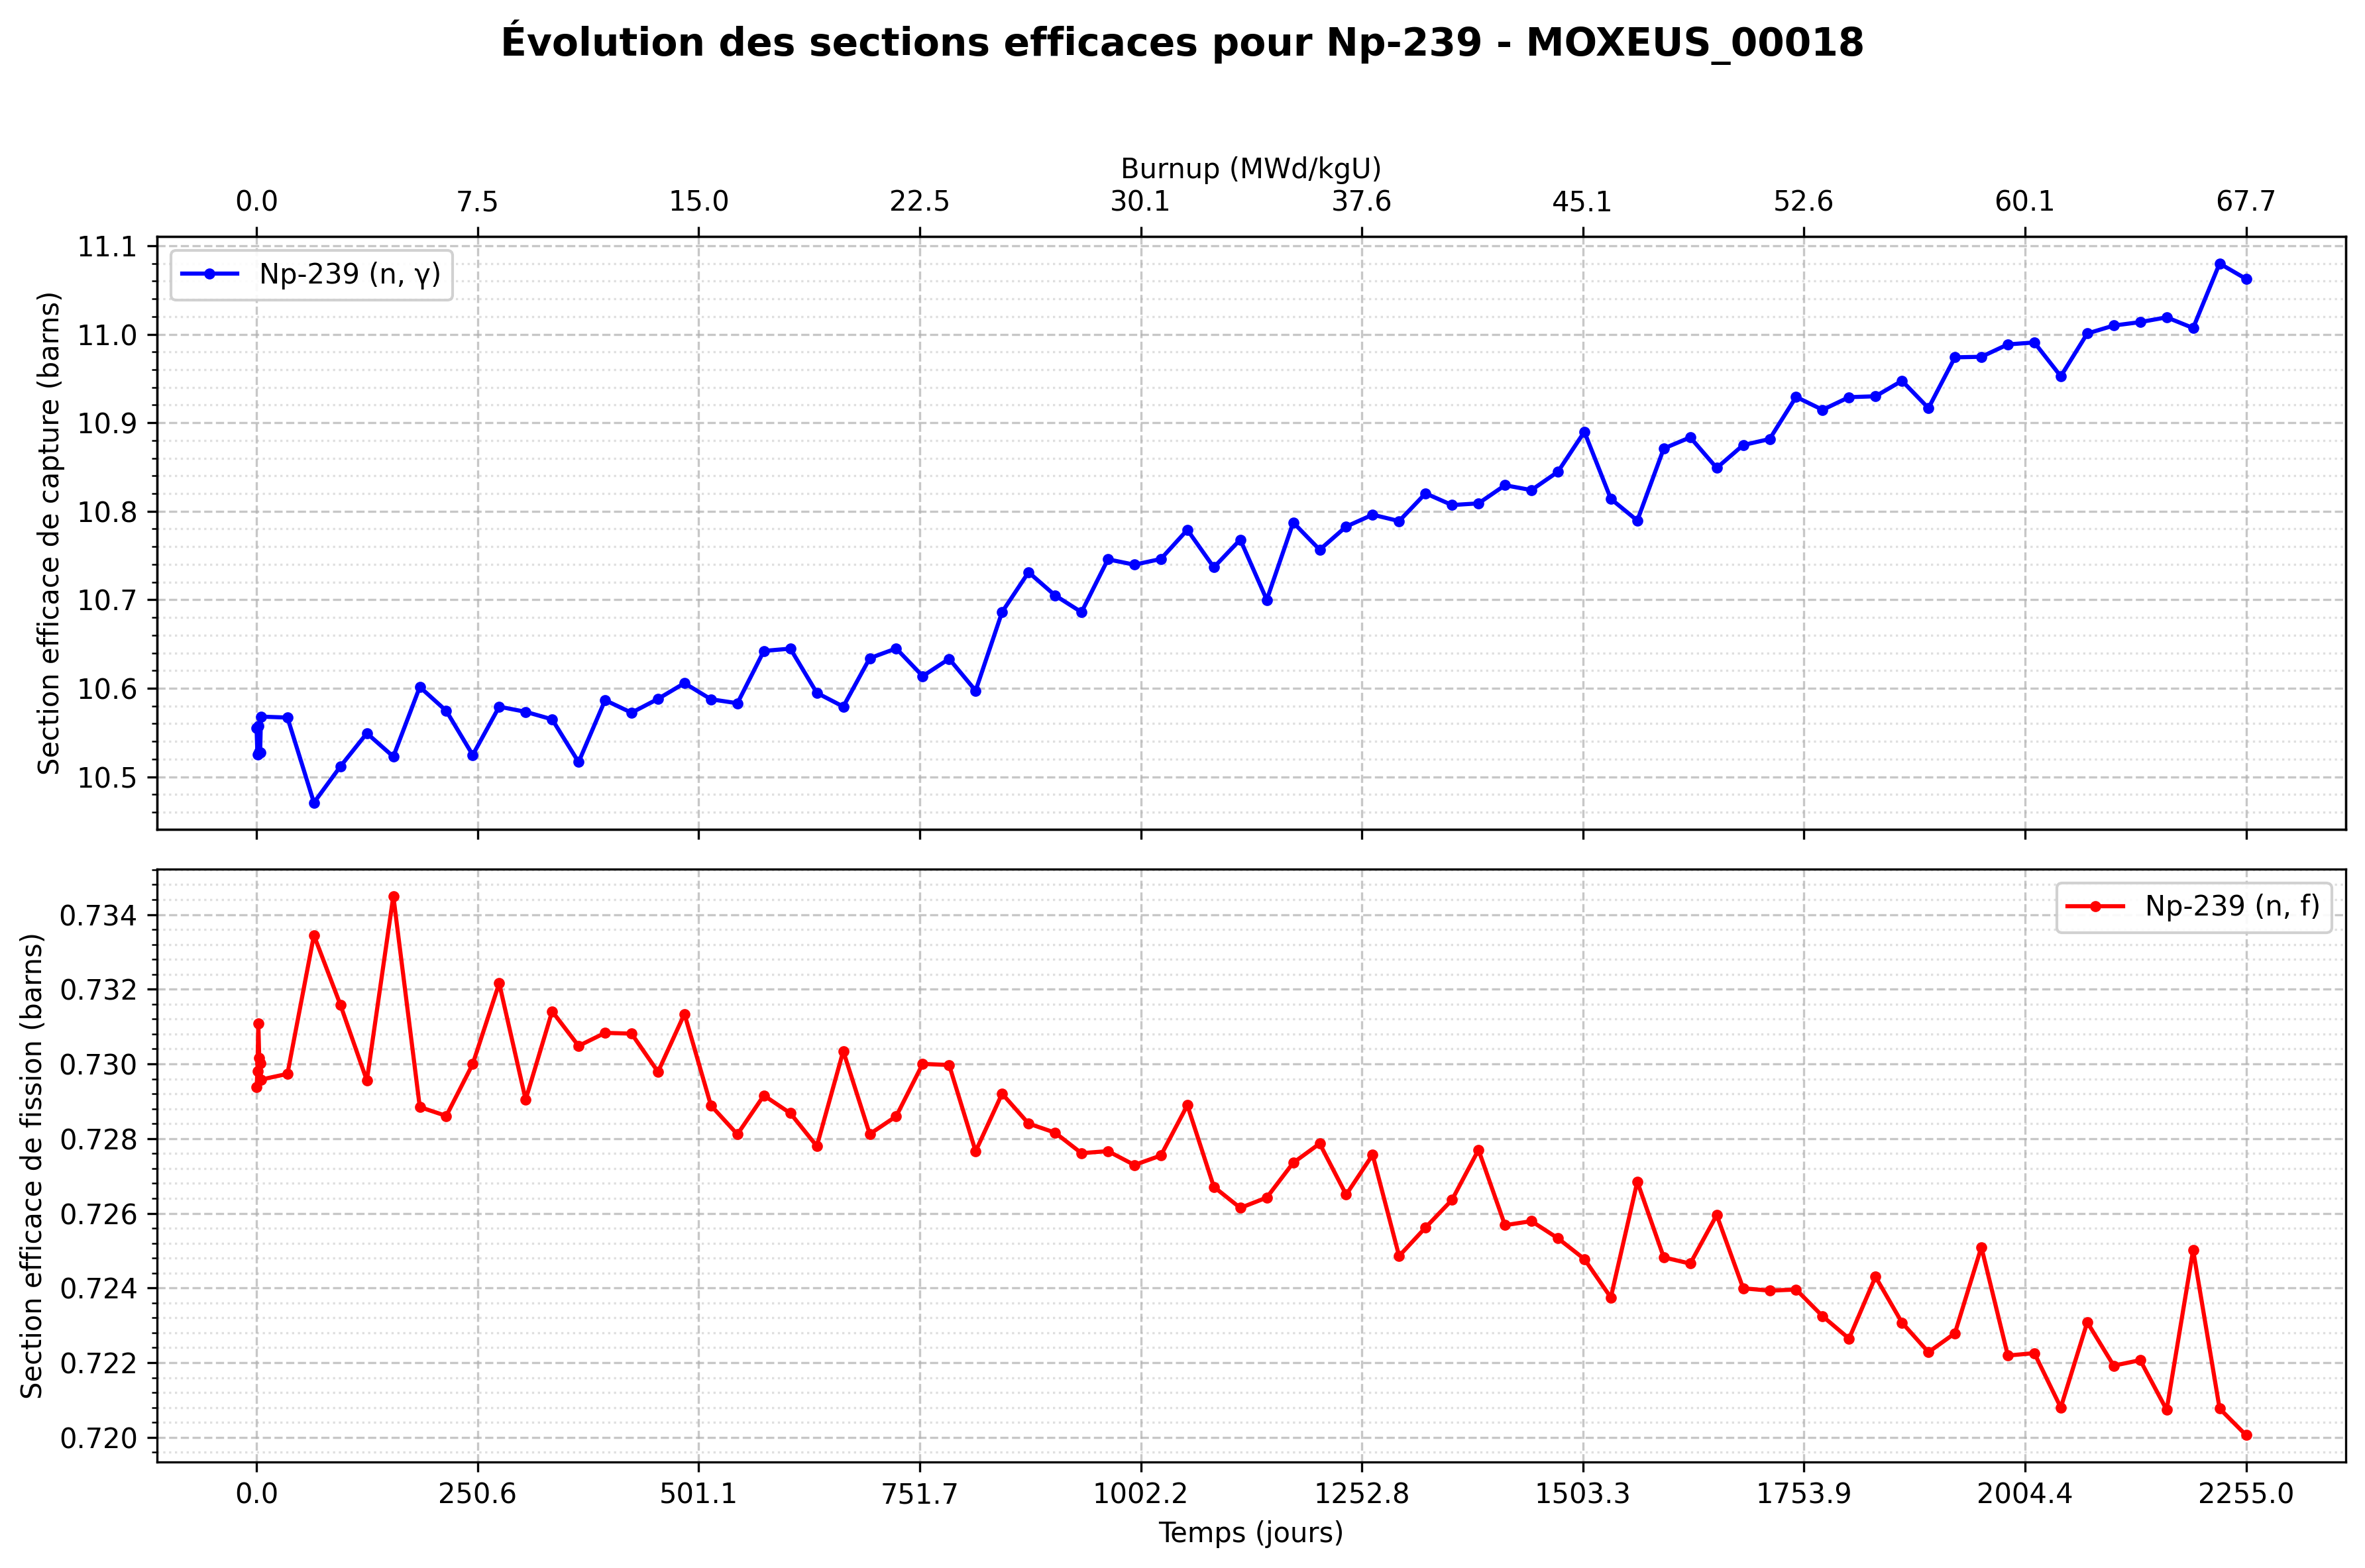 Évolution des sections efficaces pour Np-239 - MOXEUS_00018
Burnup (MWd/kgU)
0.0 7.5 15.0 22.5 30.1 37.6 45.1 52.6 60.1 67.7
Np-239 (n, γ)
Section efficace de capture (barns)
11.1
11.0
10.9
10.8
10.7
10.6
10.5
Np-239 (n, f)
Section efficace de fission (barns)
0.734
0.732
0.730
0.728
0.726
0.724
0.722
0.720
0.0 250.6 501.1 751.7 1002.2 1252.8 1503.3 1753.9 2004.4 2255.0
Temps (jours)